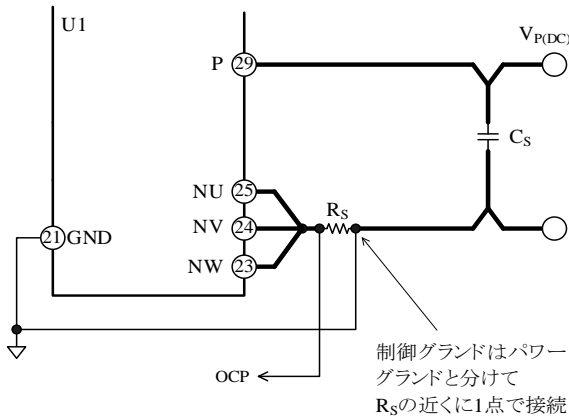 U1
V_P(DC)
P
29
C_S
NU
25
R_S
NV
24
21
GND
NW
23
OCP
制御グランドはパワー
グランドと分けて
R_Sの近くに1点で接続